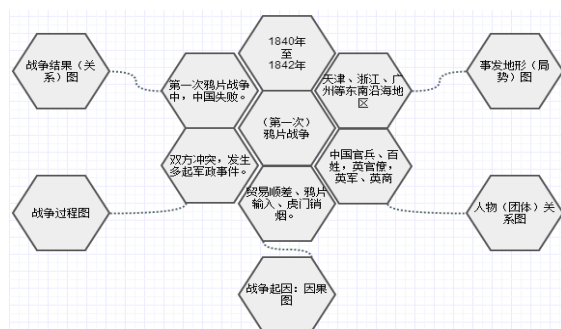 1840年
至
1842年
战争结果（关
系）图
第一次鸦片战争
中，中国失败。
天津、浙江、广
州等东南沿海地
区
事发地形（局
势）图
（第一次）
鸦片战争
双方冲突，发生
多起军政事件。
中国官兵、百
姓，英官僚，
英军、英商
战争过程图
贸易顺差、鸦片
输入、虎门销
烟。
人物（团体）关
系图
战争起因：因果
图